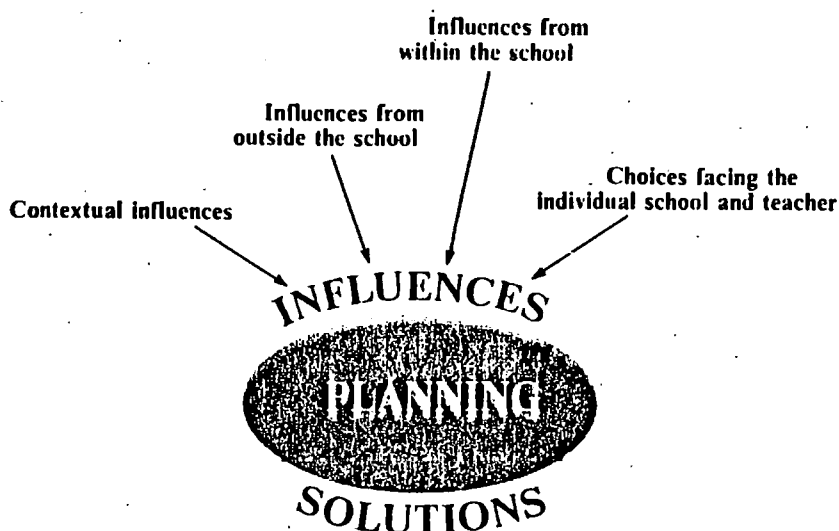 Influences from
within the school
Influences from
outside the school
Choices facing the
individual school and teacher
Contextual influences
INFLUENCES
PLANNING
SOLUTIONS